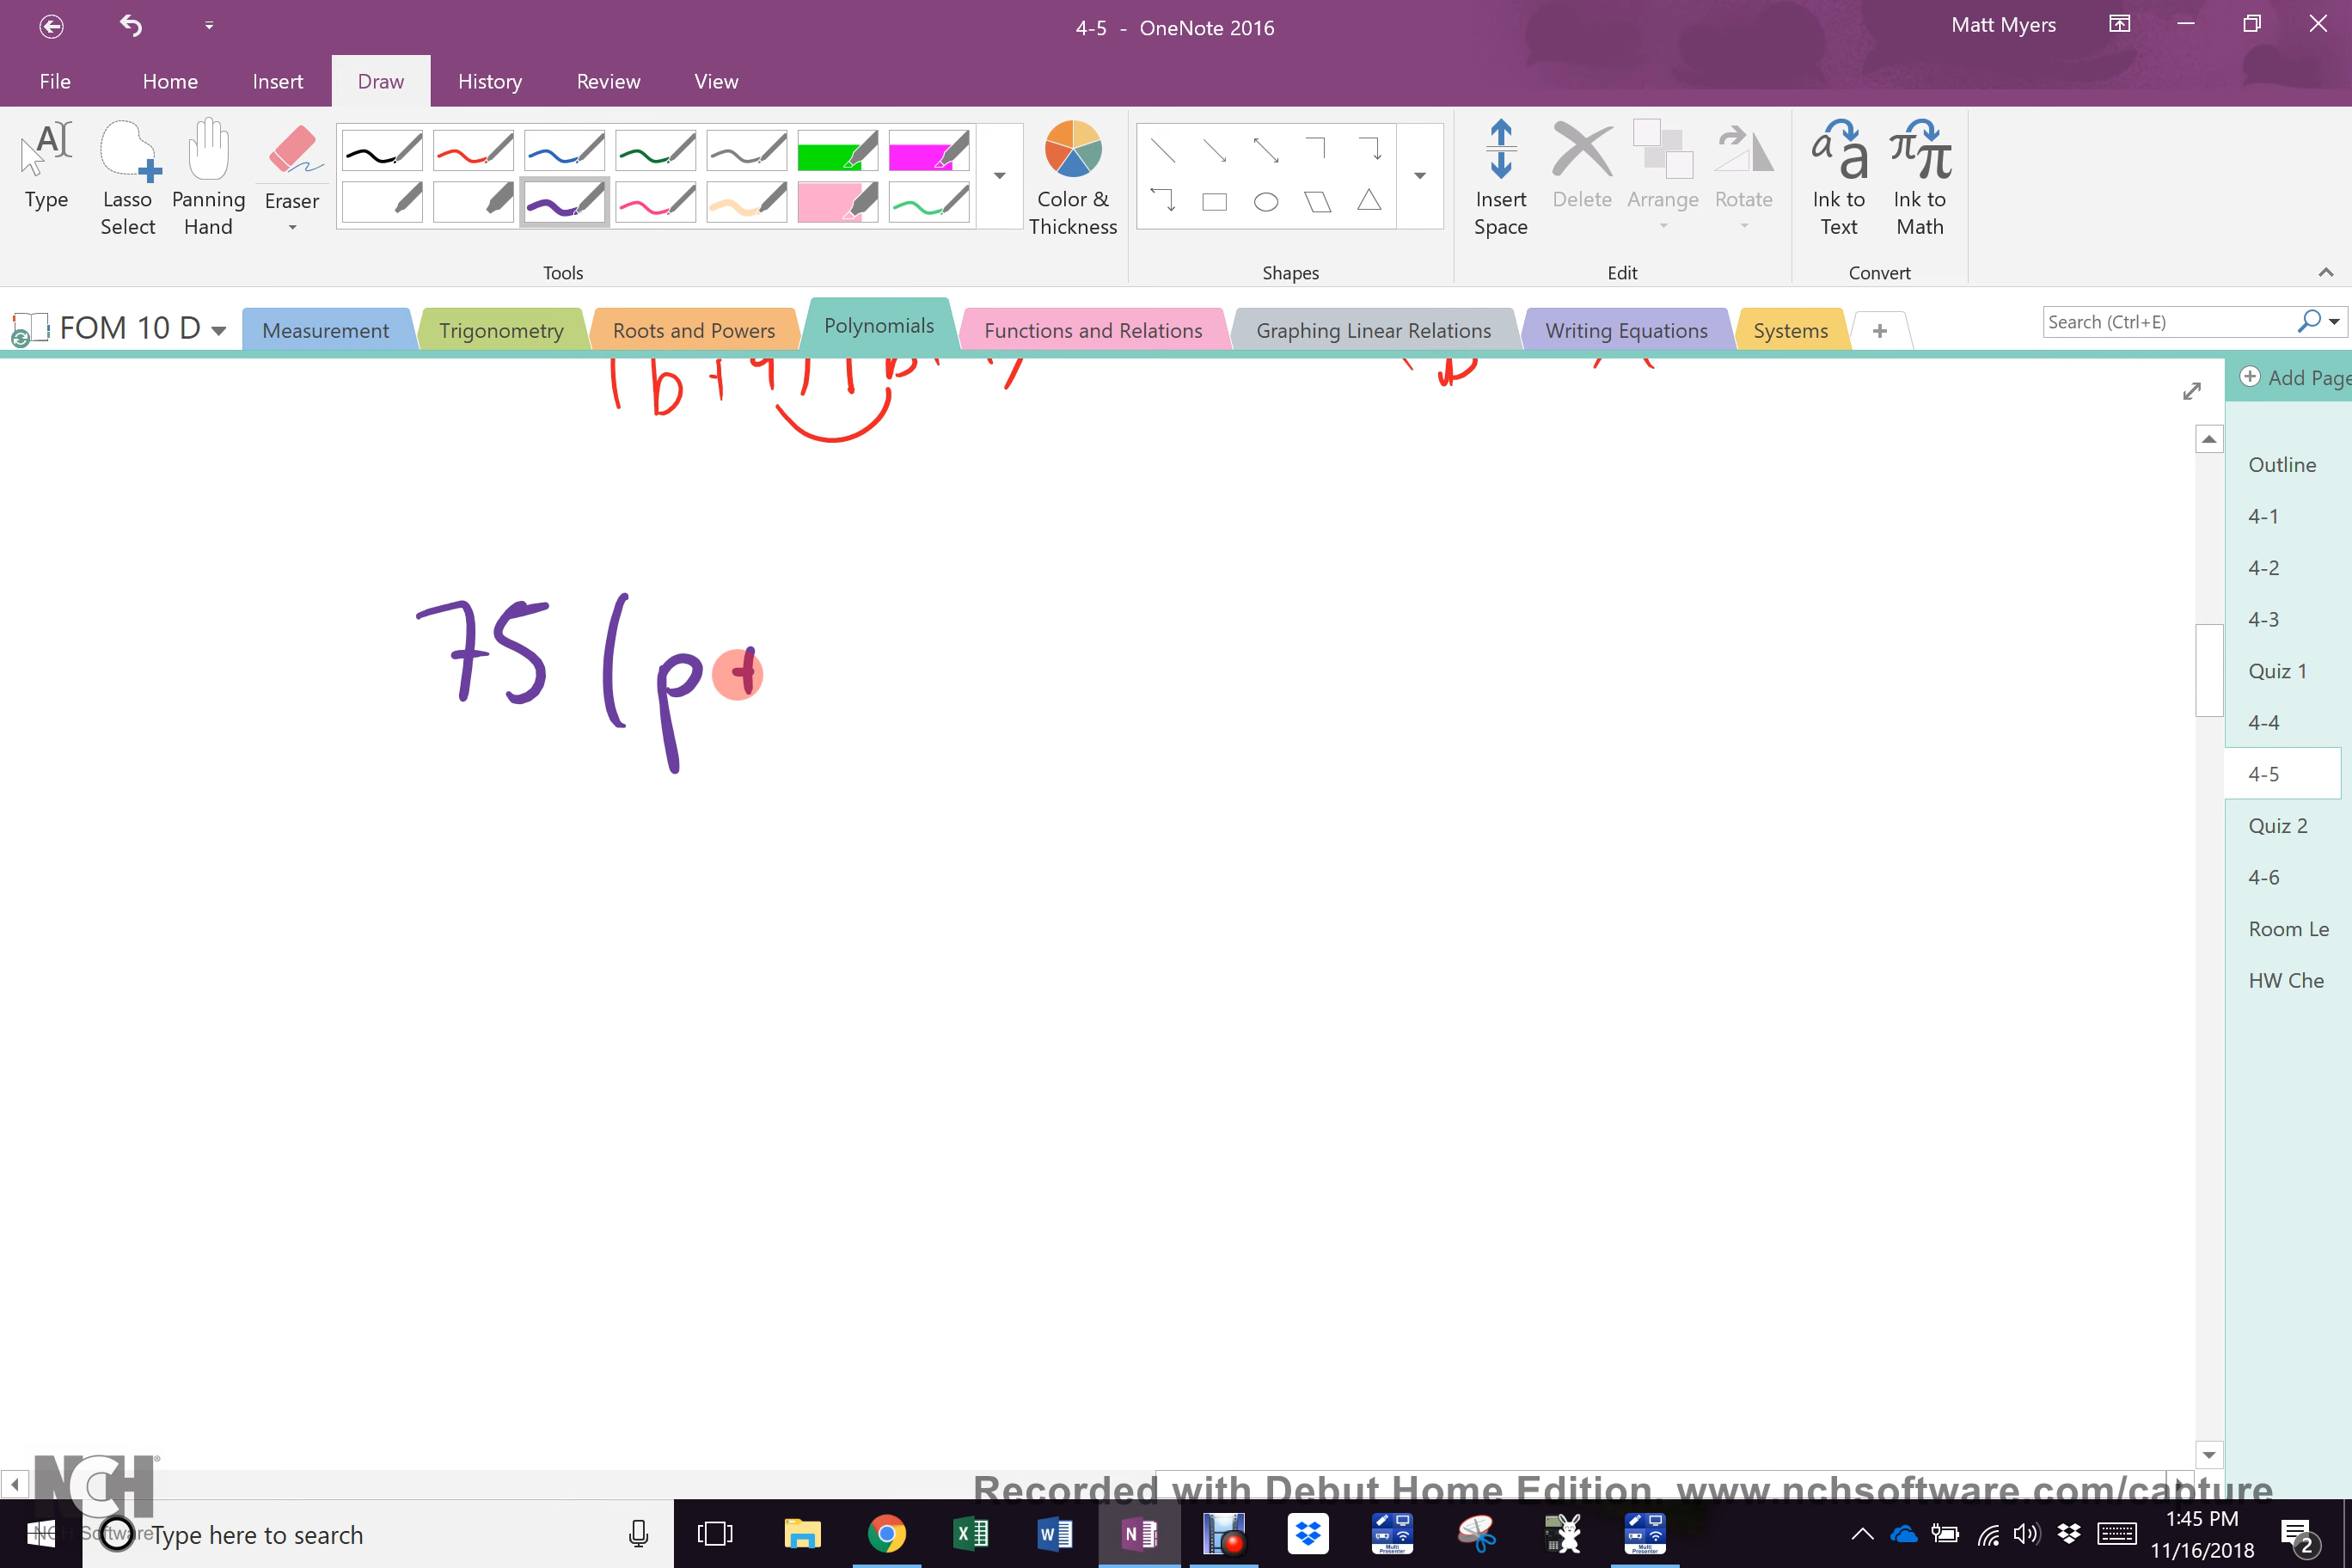 4-5 - OneNote 2016
Matt Myers
File Home Insert Draw History Review View
Type
Lasso Select
Panning Hand
Eraser
Color & Thickness
Insert Space
Delete
Arrange
Rotate
Ink to Text
Ink to Math
Tools
Shapes
Edit
Convert
FOM 10 D
Measurement
Trigonometry
Roots and Powers
Polynomials
Functions and Relations
Graphing Linear Relations
Writing Equations
Systems
Search (Ctrl+E)
Add Page
Outline
4-1
4-2
4-3
Quiz 1
4-4
4-5
Quiz 2
4-6
Room Le
HW Che
75 (p+
NCH
NCH Software
Recorded with Debut Home Edition. www.nchsoftware.com/capture
Type here to search
1:45 PM
11/16/2018
2